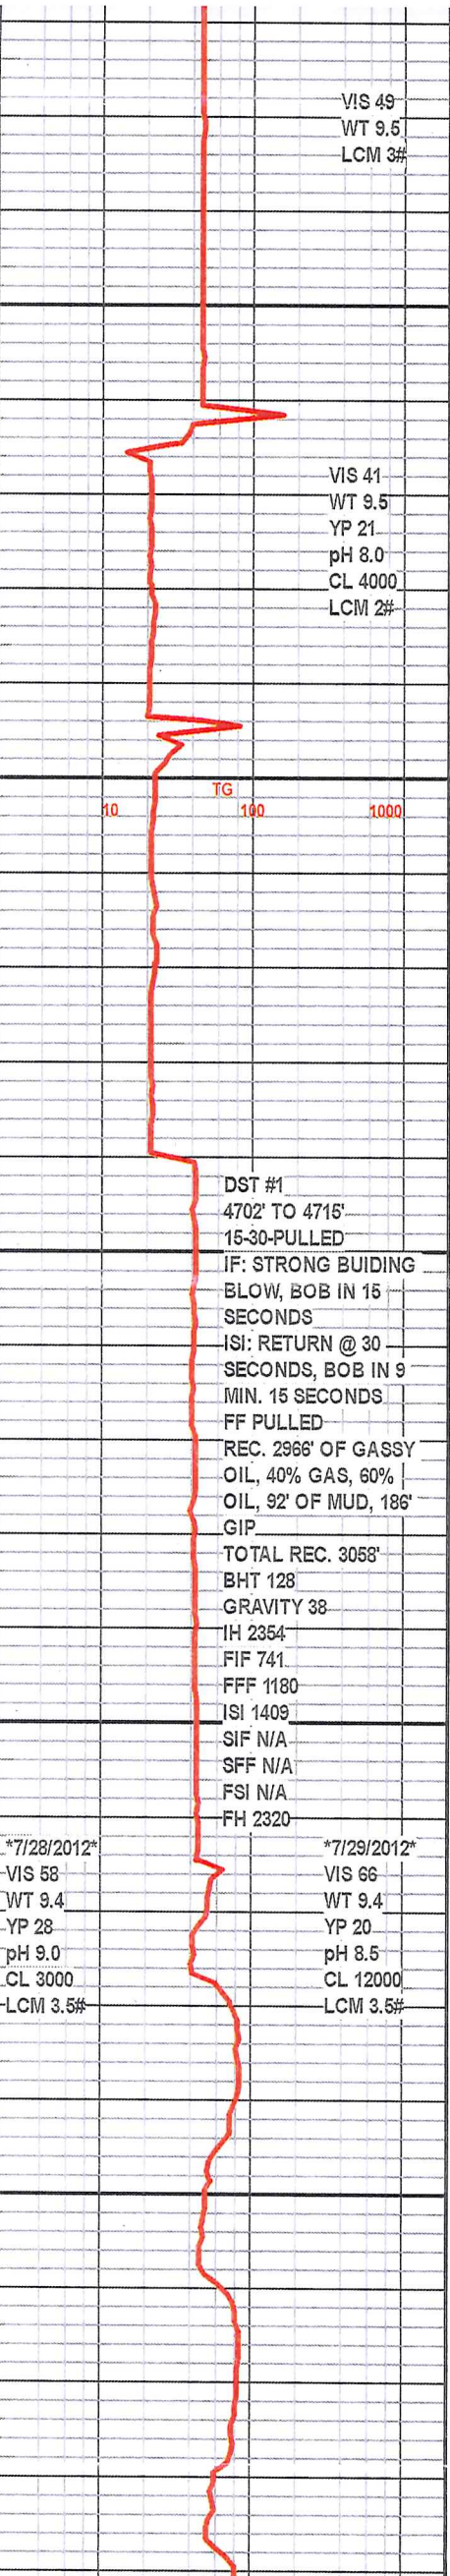 VIS 49
WT 9.5
LCM 3#
VIS 41
WT 9.5
YP 21
pH 8.0
CL 4000
LCM 2#
TG
10 100 1000
DST #1
4702' TO 4715'
15-30-PULLED
IF: STRONG BUIDING
BLOW, BOB IN 15
SECONDS
ISI: RETURN @ 30
SECONDS, BOB IN 9
MIN. 15 SECONDS
FF PULLED
REC. 2966' OF GASSY
OIL, 40% GAS, 60%
OIL, 92' OF MUD, 186'
GIP
TOTAL REC. 3058'
BHT 128
GRAVITY 38
IH 2354
FIF 741
FFF 1180
ISI 1409
SIF N/A
SFF N/A
FSI N/A
FH 2320
*7/28/2012*
VIS 58
WT 9.4
YP 28
pH 9.0
CL 3000
LCM 3.5#
*7/29/2012*
VIS 66
WT 9.4
YP 20
pH 8.5
CL 12000
LCM 3.5#